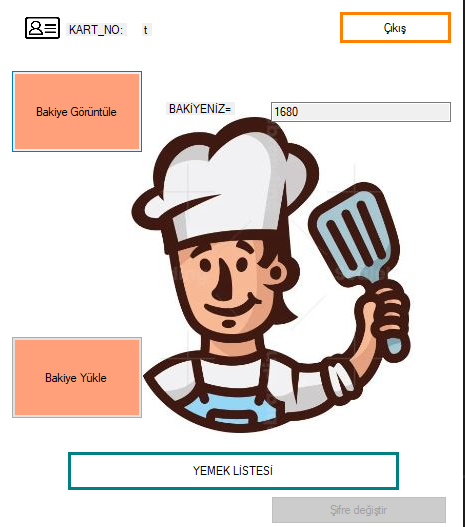 KART_NO: t
Çıkış
Bakiye Görüntüle
BAKİYENİZ= 1680
Bakiye Yükle
YEMEK LİSTESİ
Şifre değiştir